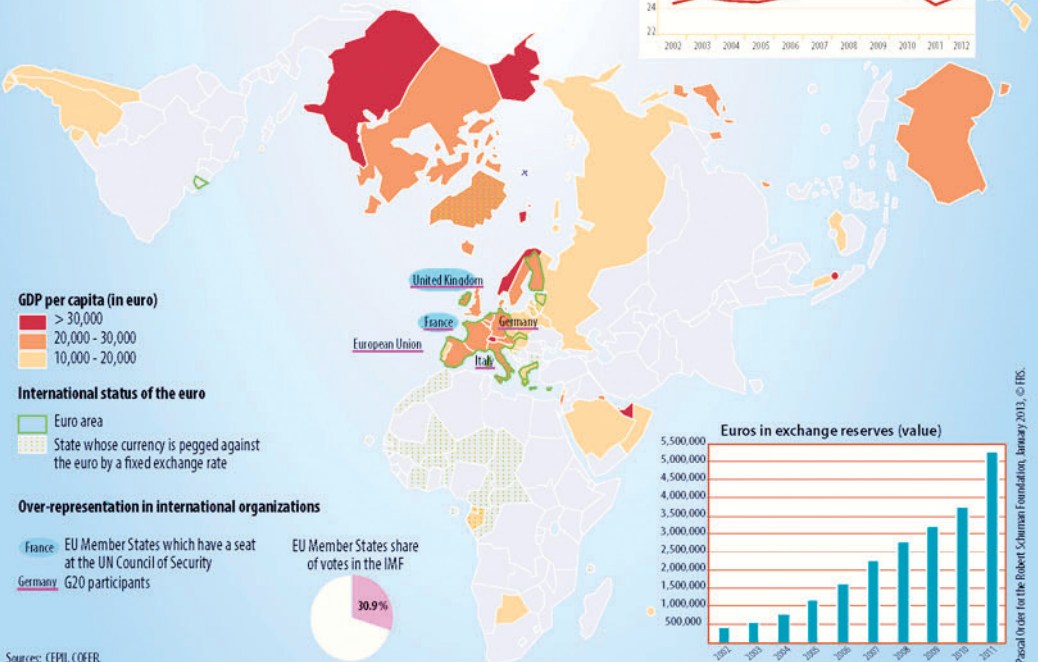 24
22
2002 2003 2004 2005 2006 2007 2008 2009 2010 2011 2012
United Kingdom
France
Germany
European Union
Italy
GDP per capita (in euro)
> 30,000
20,000 - 30,000
10,000 - 20,000
International status of the euro
Euro area
State whose currency is pegged against
the euro by a fixed exchange rate
Over-representation in international organizations
France EU Member States which have a seat
at the UN Council of Security
Germany G20 participants
EU Member States share
of votes in the IMF
30.9%
Euros in exchange reserves (value)
5,500,000
5,000,000
4,500,000
4,000,000
3,500,000
3,000,000
2,500,000
2,000,000
1,500,000
1,000,000
500,000
2002 2003 2004 2005 2006 2007 2008 2009 2010 2011
Pascal Order for the Robert Schuman Foundation, January 2013, © FRS.
Sources: CEPII, COFER